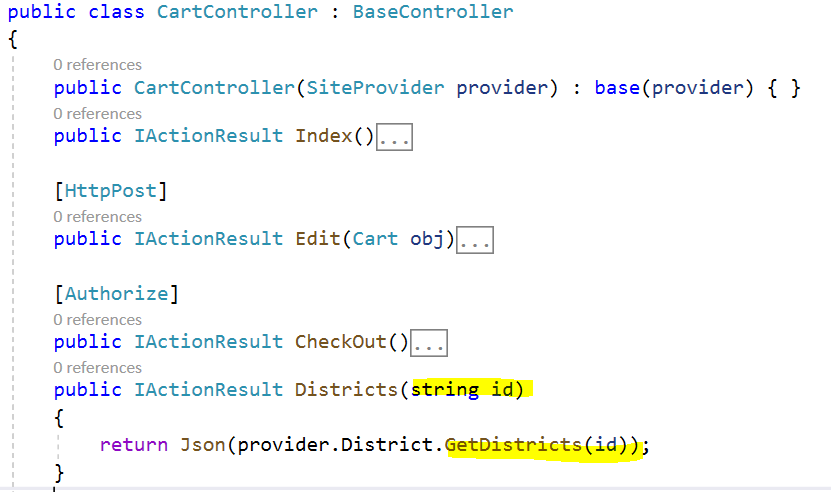 public class CartController : BaseController
{
0 references
public CartController(SiteProvider provider) : base(provider) { }
0 references
public IActionResult Index()...
[HttpPost]
0 references
public IActionResult Edit(Cart obj)...
[Authorize]
0 references
public IActionResult CheckOut()...
0 references
public IActionResult Districts(string id)
{
return Json(provider.District.GetDistricts(id));
}